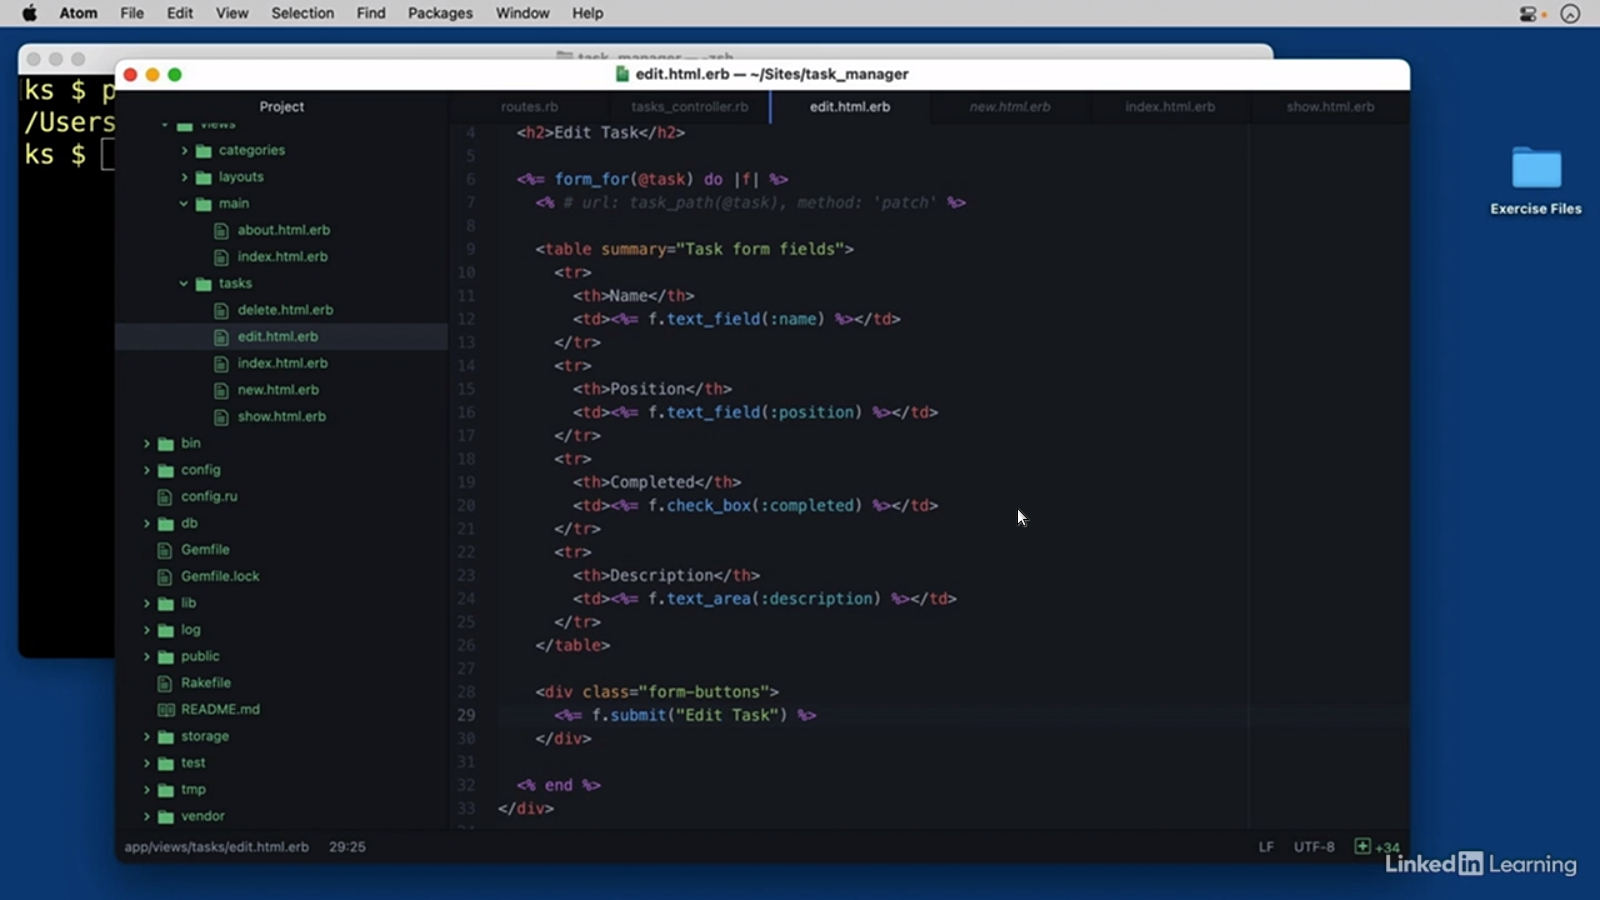 Atom File Edit View Selection Find Packages Window Help
task_manager — -zsh
ks $ p
/Users
ks $
edit.html.erb — ~/Sites/task_manager
Project
views
categories
layouts
main
about.html.erb
index.html.erb
tasks
delete.html.erb
edit.html.erb
index.html.erb
new.html.erb
show.html.erb
bin
config
config.ru
db
Gemfile
Gemfile.lock
lib
log
public
Rakefile
README.md
storage
test
tmp
vendor
routes.rb tasks_controller.rb edit.html.erb new.html.erb index.html.erb show.html.erb
4 <h2>Edit Task</h2>
5
6 <%= form_for(@task) do |f| %>
7 <% # url: task_path(@task), method: 'patch' %>
8
9 <table summary="Task form fields">
10 <tr>
11 <th>Name</th>
12 <td><%= f.text_field(:name) %></td>
13 </tr>
14 <tr>
15 <th>Position</th>
16 <td><%= f.text_field(:position) %></td>
17 </tr>
18 <tr>
19 <th>Completed</th>
20 <td><%= f.check_box(:completed) %></td>
21 </tr>
22 <tr>
23 <th>Description</th>
24 <td><%= f.text_area(:description) %></td>
25 </tr>
26 </table>
27
28 <div class="form-buttons">
29 <%= f.submit("Edit Task") %>
30 </div>
31
32 <% end %>
33 </div>
app/views/tasks/edit.html.erb 29:25
LF UTF-8 +34
Exercise Files
Linked in Learning